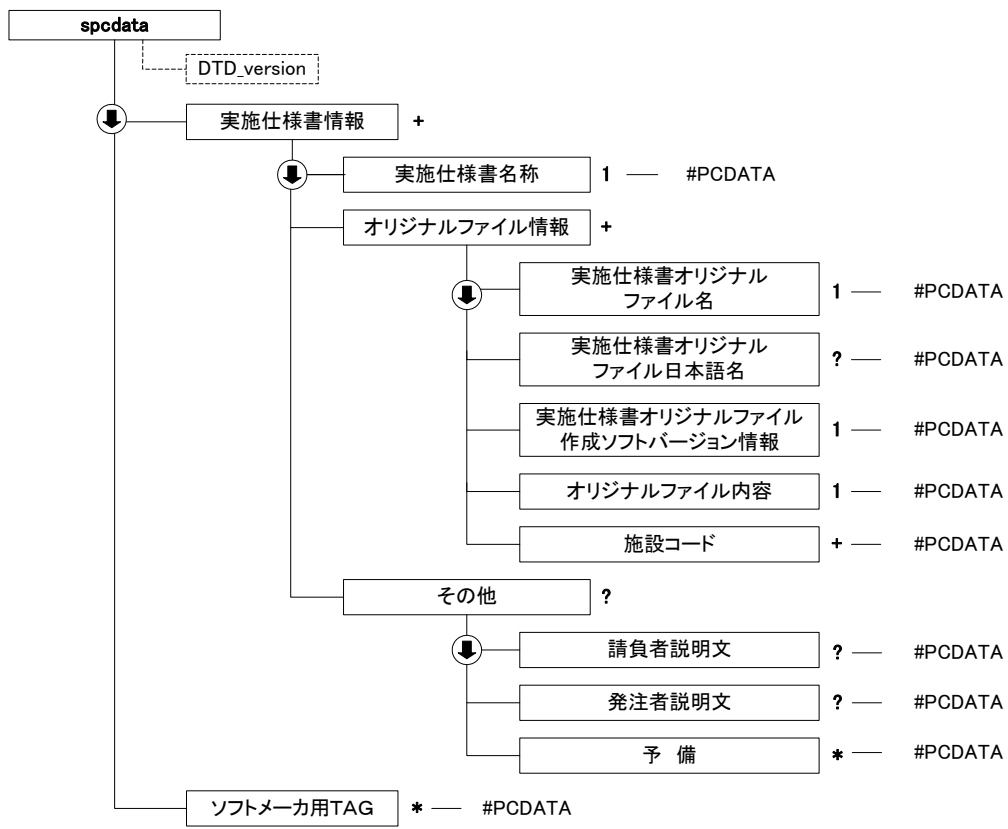 spcdata
DTD_version
実施仕様書情報 +
実施仕様書名称 1 #PCDATA
オリジナルファイル情報 +
実施仕様書オリジナル
ファイル名 1 #PCDATA
実施仕様書オリジナル
ファイル日本語名 ? #PCDATA
実施仕様書オリジナルファイル
作成ソフトバージョン情報 1 #PCDATA
オリジナルファイル内容 1 #PCDATA
施設コード + #PCDATA
その他 ?
請負者説明文 ? #PCDATA
発注者説明文 ? #PCDATA
予 備 * #PCDATA
ソフトメーカ用TAG * #PCDATA